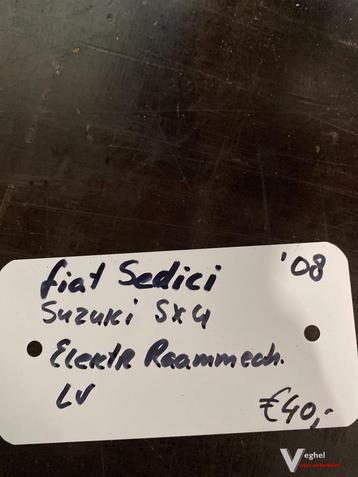 fiat Sedici '08
Suzuki SX4
Elektr Raammech.
LV
€40,-
Veghel